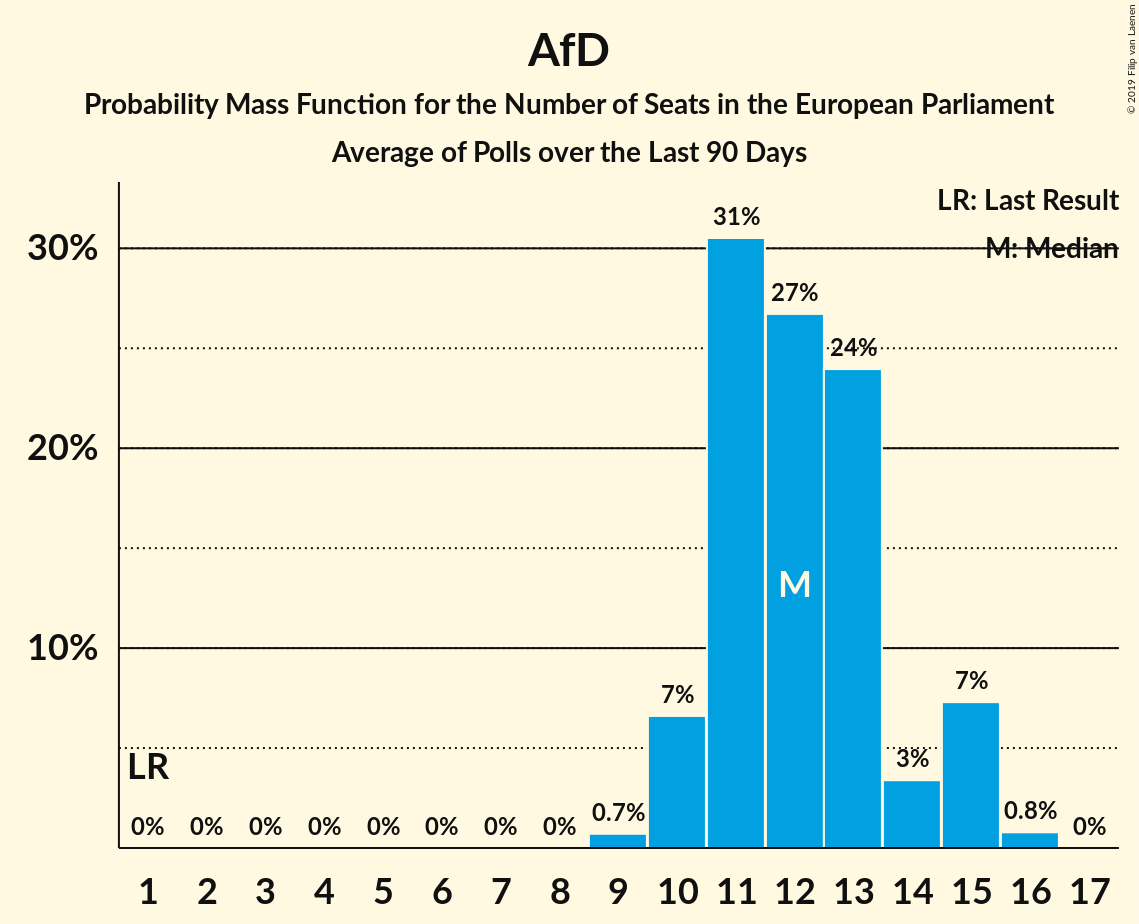 AfD
Probability Mass Function for the Number of Seats in the European Parliament
Average of Polls over the Last 90 Days
© 2019 Filip van Laenen
LR: Last Result
M: Median
30%
20%
10%
31%
27%
24%
M
7%
7%
3%
LR
0% 0% 0% 0% 0% 0% 0% 0% 0.7% 0.8% 0%
1 2 3 4 5 6 7 8 9 10 11 12 13 14 15 16 17